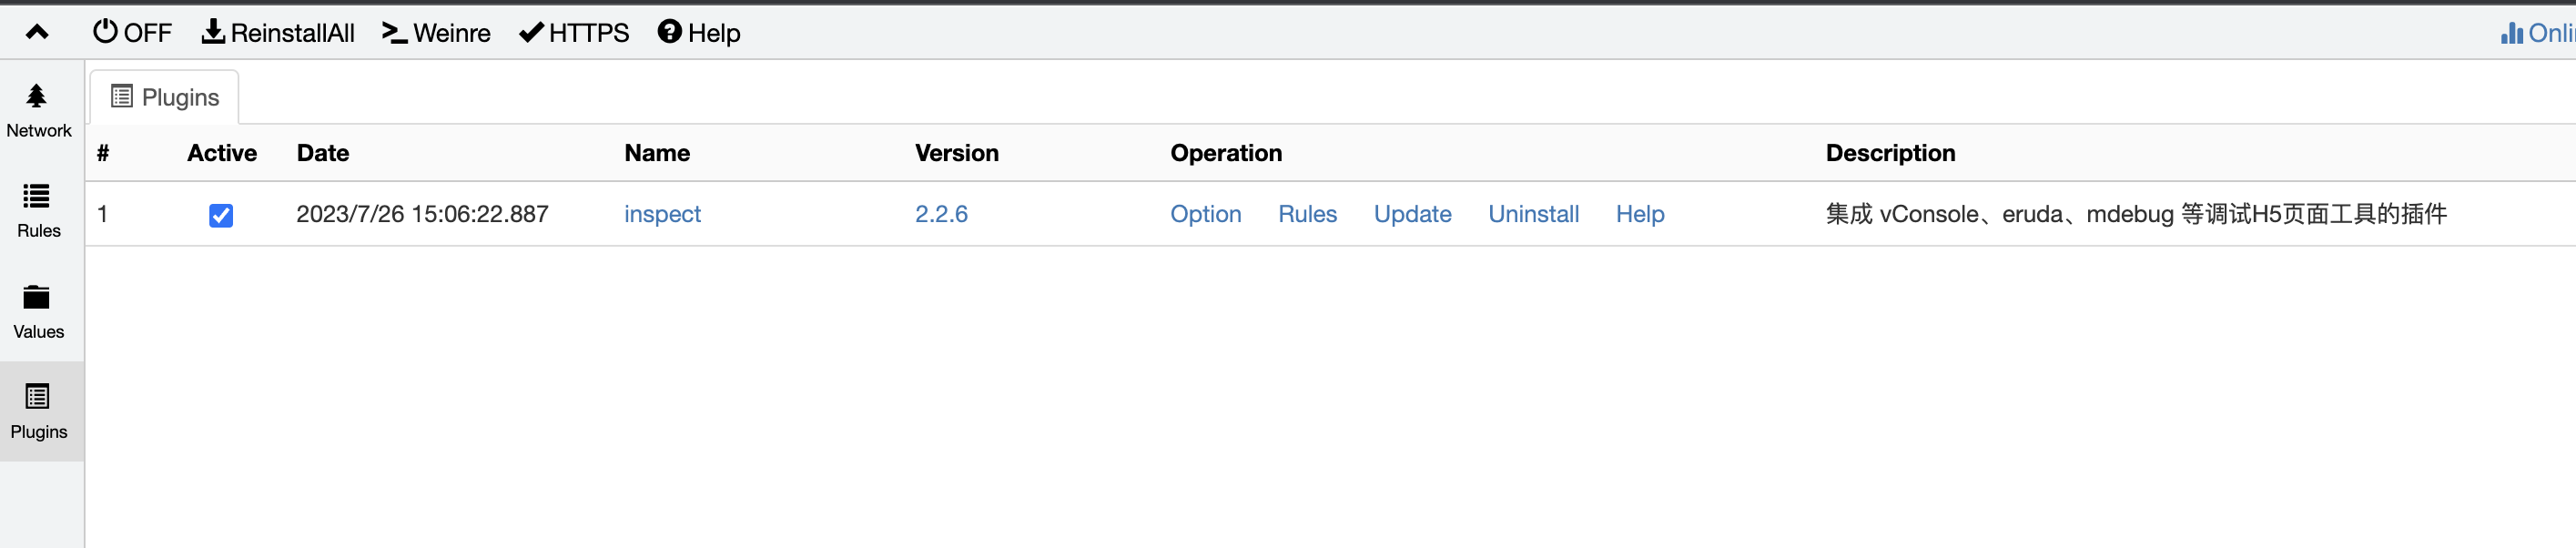 OFF ReinstallAll Weinre HTTPS Help Onli
Network
Rules
Values
Plugins
Plugins
# Active Date Name Version Operation Description
1 2023/7/26 15:06:22.887 inspect 2.2.6 Option Rules Update Uninstall Help 集成 vConsole、eruda、mdebug 等调试H5页面工具的插件